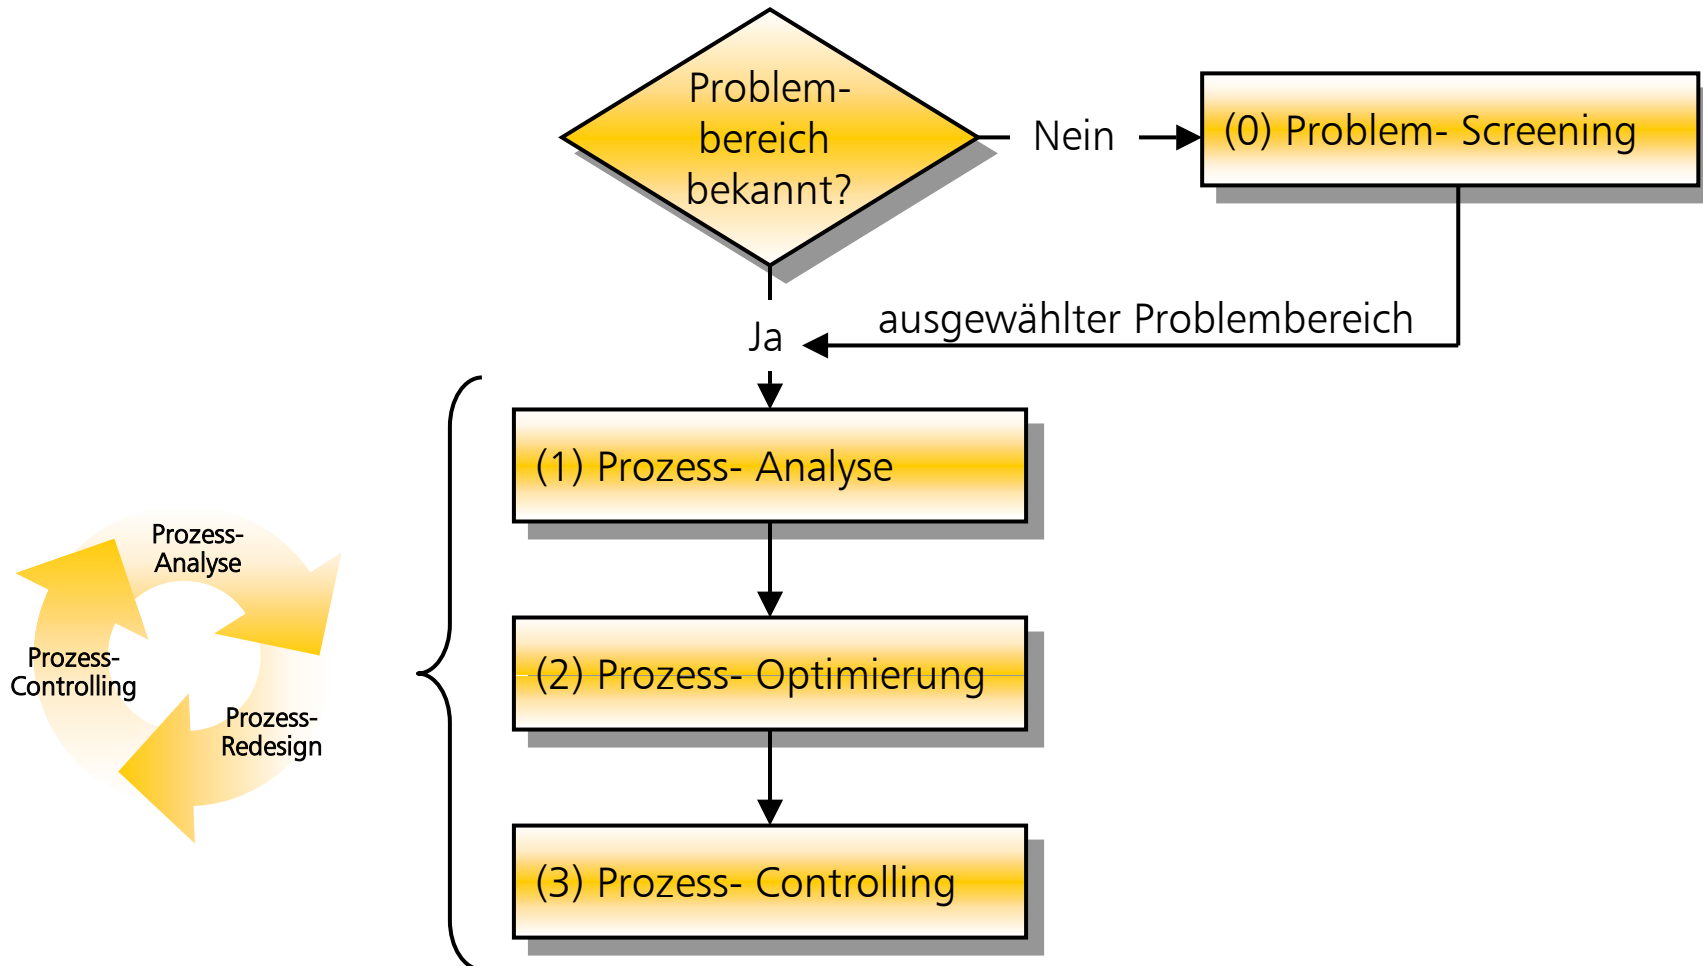 Problem-
bereich
bekannt?
Nein
(0) Problem- Screening
ausgewählter Problembereich
Ja
(1) Prozess- Analyse
(2) Prozess- Optimierung
(3) Prozess- Controlling
Prozess-
Analyse
Prozess-
Controlling
Prozess-
Redesign